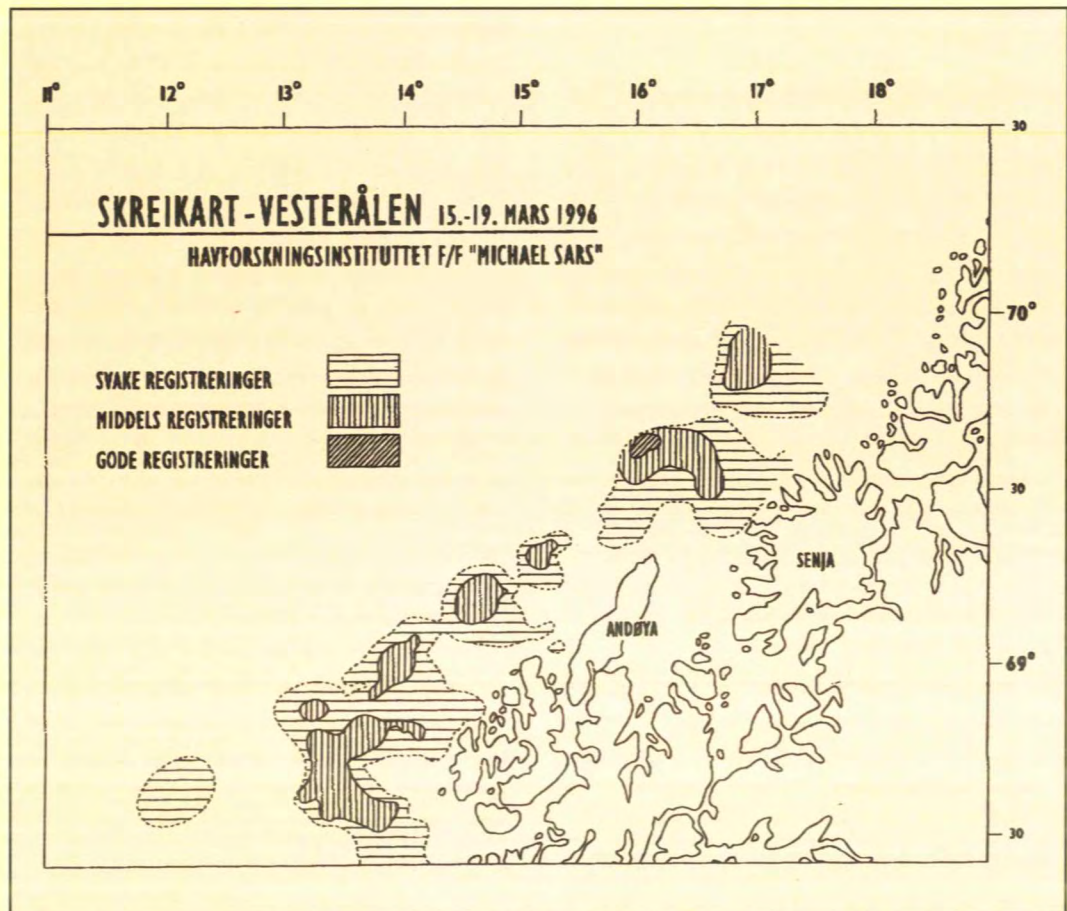 11° 12° 13° 14° 15° 16° 17° 18°
30
SKREIKART-VESTERÅLEN 15.-19. MARS 1996
HAVFORSKNINGSINSTITUTTET F/F "MICHAEL SARS"
70°
SVAKE REGISTRERINGER
MIDDELS REGISTRERINGER
GODE REGISTRERINGER
30
SENJA
ANDØYA
69°
30